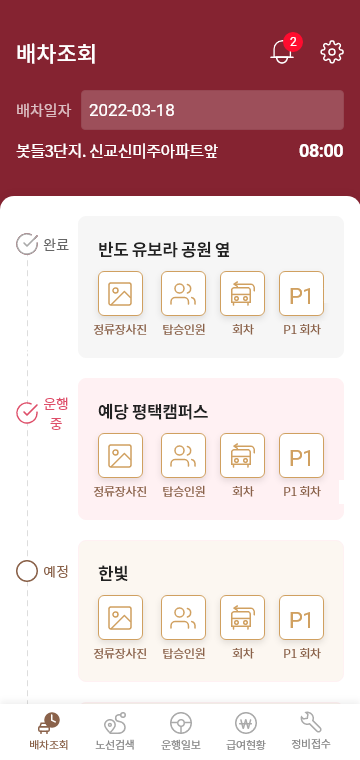 배차조회
2
배차일자 2022-03-18
봇들3단지. 신교신미주아파트앞 08:00
완료
반도 유보라 공원 옆
P1
정류장사진 탑승인원 회차 P1 회차
운행
중
예당 평택캠퍼스
P1
정류장사진 탑승인원 회차 P1 회차
예정
한빛
P1
정류장사진 탑승인원 회차 P1 회차
배차조회 노선검색 운행일보 급여현황 정비접수